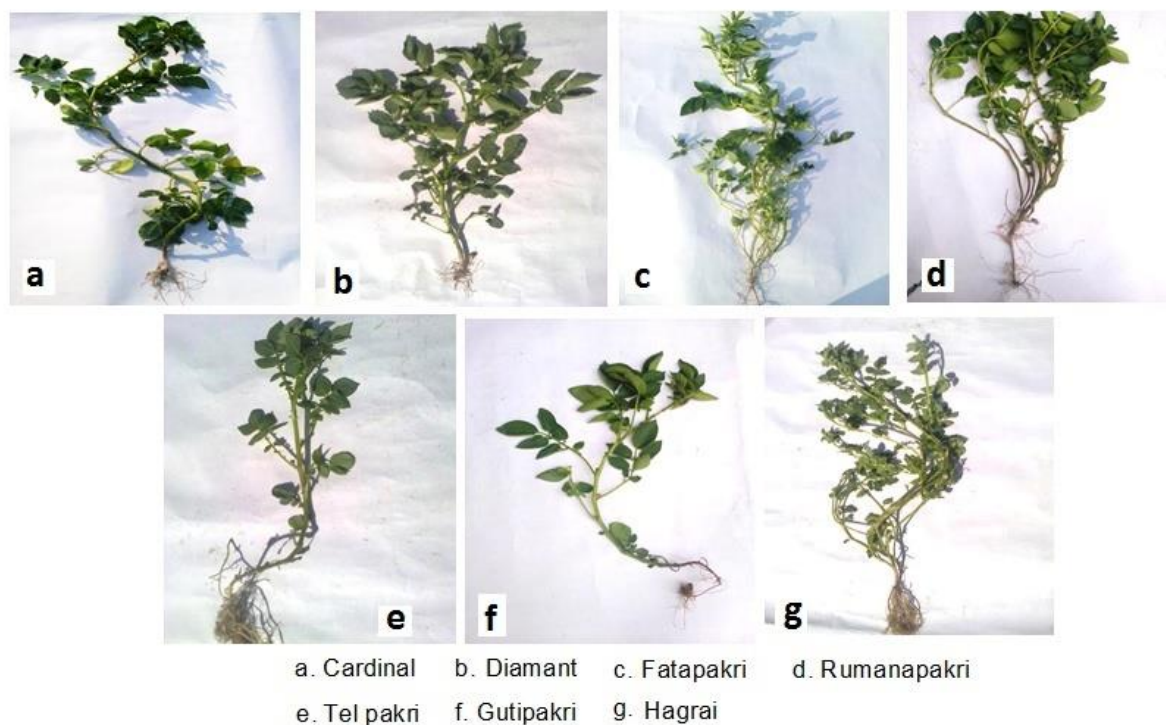 a
b
c
d
e
f
g
a. Cardinal b. Diamant c. Fatapakri d. Rumanapakri
e. Tel pakri f. Gutipakri g. Hagrai